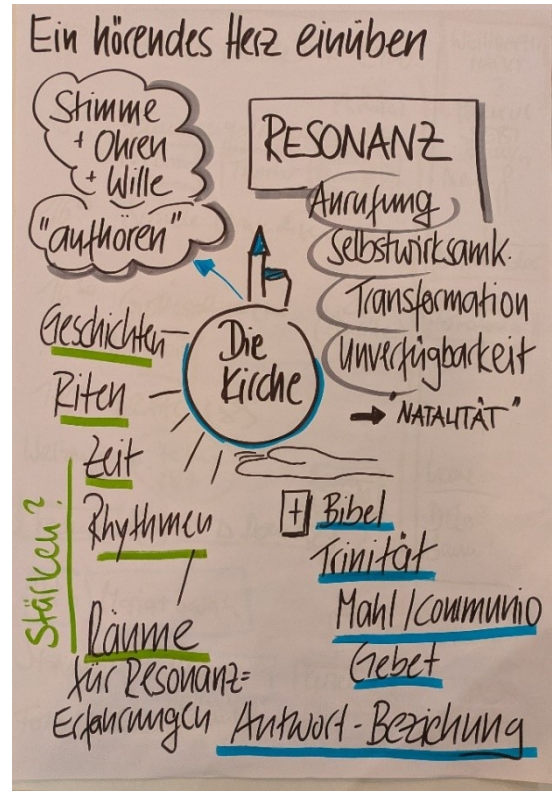 Ein hörendes Herz einüben
Stimme
+ Ohren
+ Wille
"aufhören"
RESONANZ
Anrufung
Selbstwirksamk.
Transformation
Unverfügbarkeit
→ "NATALITÄT"
Die
Kirche
Geschichten
Riten
Zeit
Rhythmen
Räume
für Resonanz=
Erfahrungen
Stärken?
+ Bibel
Trinität
Mahl/Communio
Gebet
Antwort-Beziehung